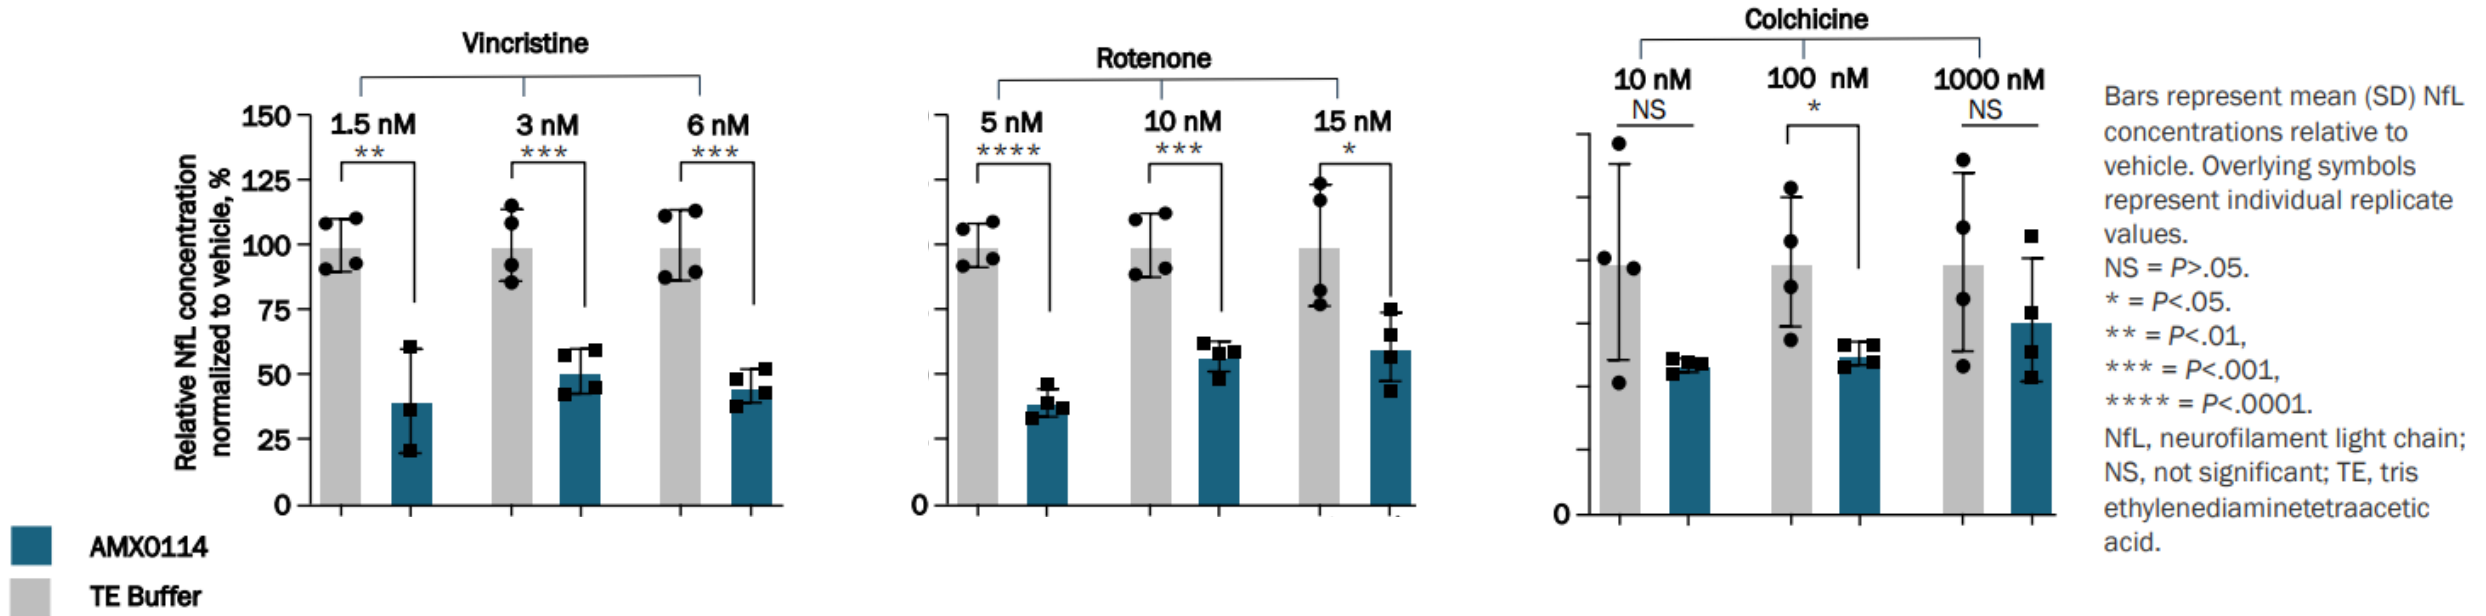 Vincristine
1.5 nM 3 nM 6 nM
** *** ***
Relative NfL concentration
normalized to vehicle, %
150
125
100
75
50
25
0
Rotenone
5 nM 10 nM 15 nM
**** *** *
0
Colchicine
10 nM 100 nM 1000 nM
NS * NS
0
Bars represent mean (SD) NfL
concentrations relative to
vehicle. Overlying symbols
represent individual replicate
values.
NS = P>.05.
* = P<.05.
** = P<.01,
*** = P<.001,
**** = P<.0001.
NfL, neurofilament light chain;
NS, not significant; TE, tris
ethylenediaminetetraacetic
acid.
AMX0114
TE Buffer